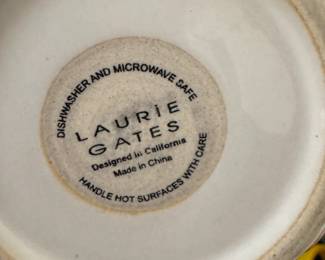 DISHWASHER AND MICROWAVE SAFE
LAURiE
GATES
Designed in California
Made in China
HANDLE HOT SURFACES WITH CARE